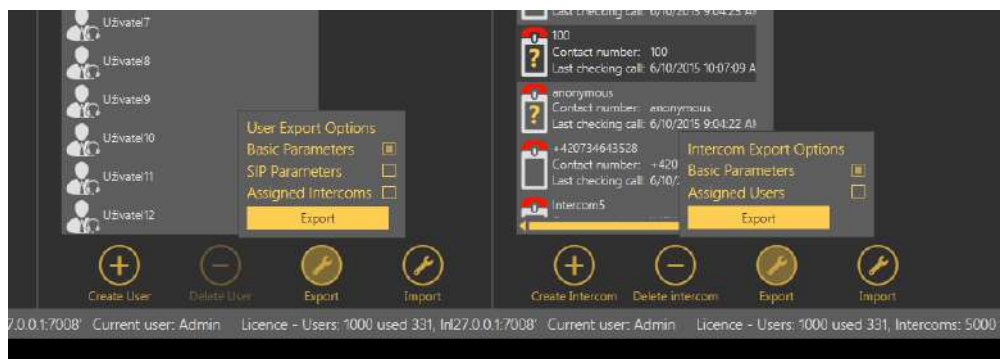 Uživatel7
Uživatel8
Uživatel9
Uživatel10
Uživatel11
Uživatel12
User Export Options
Basic Parameters
SIP Parameters
Assigned Intercoms
Export
Create User
Delete User
Export
Import
7.0.0.1:7008' Current user: Admin Licence - Users: 1000 used 331, In
Last checking call: 6/10/2015 9:04:25 AM
100
Contact number: 100
Last checking call: 6/10/2015 10:07:09 A
anonymous
Contact number: anonymous
Last checking call: 6/10/2015 9:04:22 AM
+420734643528
Contact number: +420
Last checking call: 6/10/
Intercom5
Intercom Export Options
Basic Parameters
Assigned Users
Export
Create Intercom
Delete intercom
Export
Import
127.0.0.1:7008' Current user: Admin Licence - Users: 1000 used 331, Intercoms: 5000